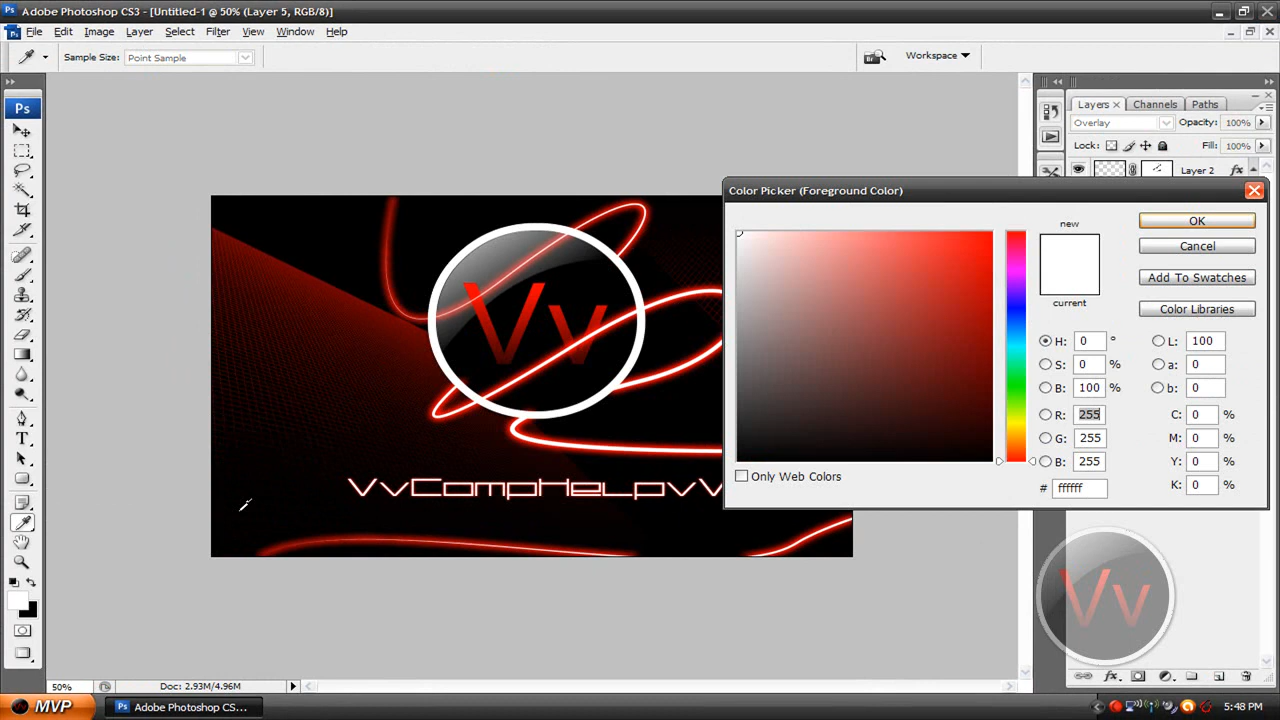 Adobe Photoshop CS3 - [Untitled-1 @ 50% (Layer 5, RGB/8)]
File Edit Image Layer Select Filter View Window Help
Sample Size: Point Sample
Workspace
Ps
Layers Channels Paths
Overlay Opacity: 100%
Lock: Fill: 100%
Layer 2 fx
Color Picker (Foreground Color)
new
current
OK
Cancel
Add To Swatches
Color Libraries
H: 0 ° L: 100
S: 0 % a: 0
B: 100 % b: 0
R: 255 C: 0 %
G: 255 M: 0 %
B: 255 Y: 0 %
# ffffff K: 0 %
Only Web Colors
Vv
VvCompHelpvV
Vv
50% Doc: 2.93M/4.96M
MVP Adobe Photoshop CS... 5:48 PM